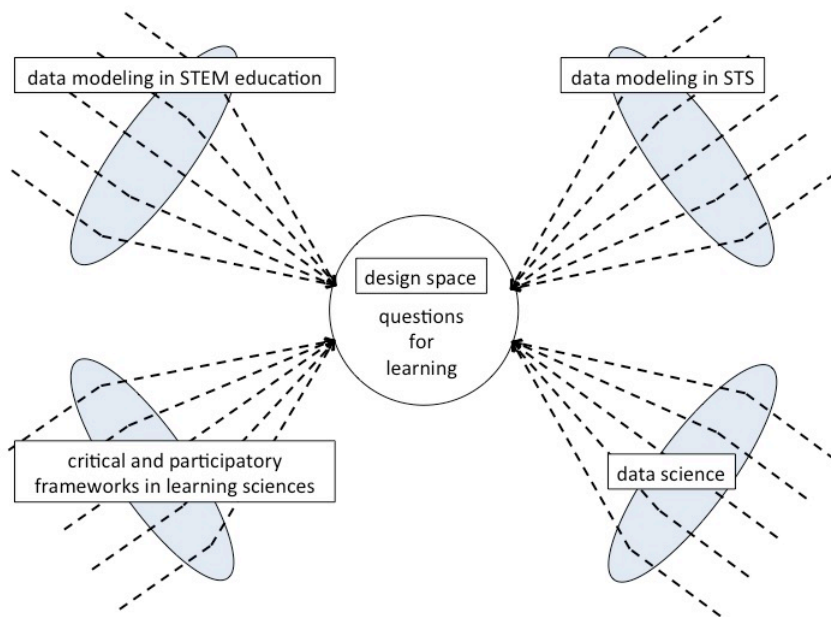 data modeling in STEM education
data modeling in STS
design space
questions
for
learning
critical and participatory
frameworks in learning sciences
data science